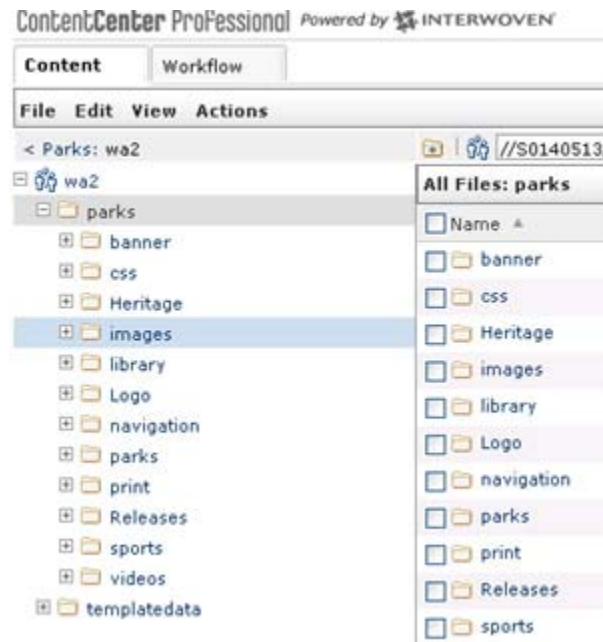 ContentCenter Professional Powered by INTERWOVEN
Content Workflow
File Edit View Actions
< Parks: wa2
wa2
parks
banner
css
Heritage
images
library
Logo
navigation
parks
print
Releases
sports
videos
templatedata
//S0140513
All Files: parks
Name
banner
css
Heritage
images
library
Logo
navigation
parks
print
Releases
sports